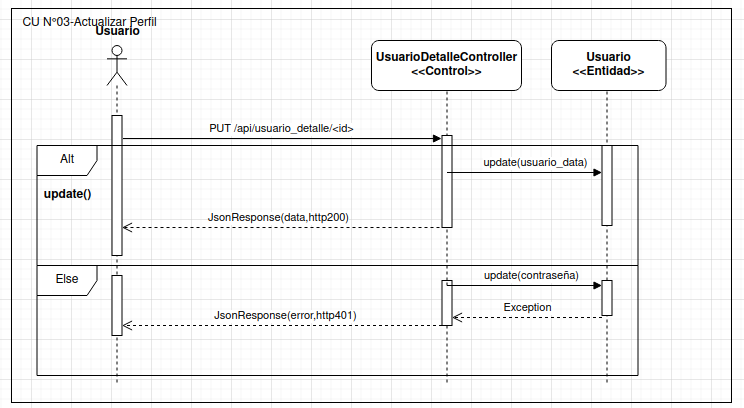 CU N°03-Actualizar Perfil
Usuario
UsuarioDetalleController
<<Control>>
Usuario
<<Entidad>>
PUT /api/usuario_detalle/<id>
Alt
update(usuario_data)
update()
JsonResponse(data,http200)
Else
update(contraseña)
Exception
JsonResponse(error,http401)